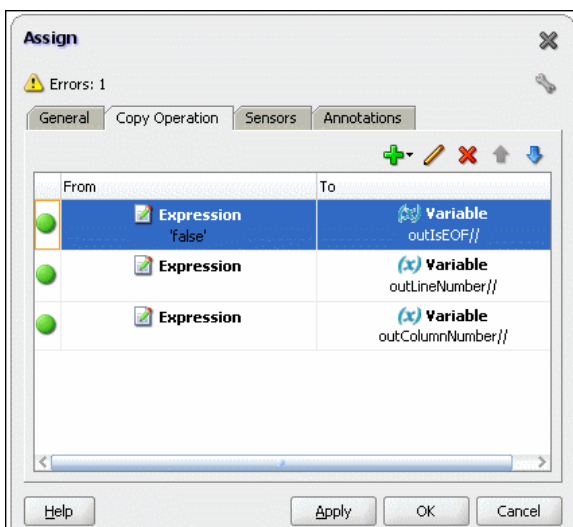 Assign
Errors: 1
General Copy Operation Sensors Annotations
From To
Expression (x) Variable
'false' outIsEOF//
Expression (x) Variable
outLineNumber//
Expression (x) Variable
outColumnNumber//
Help Apply OK Cancel